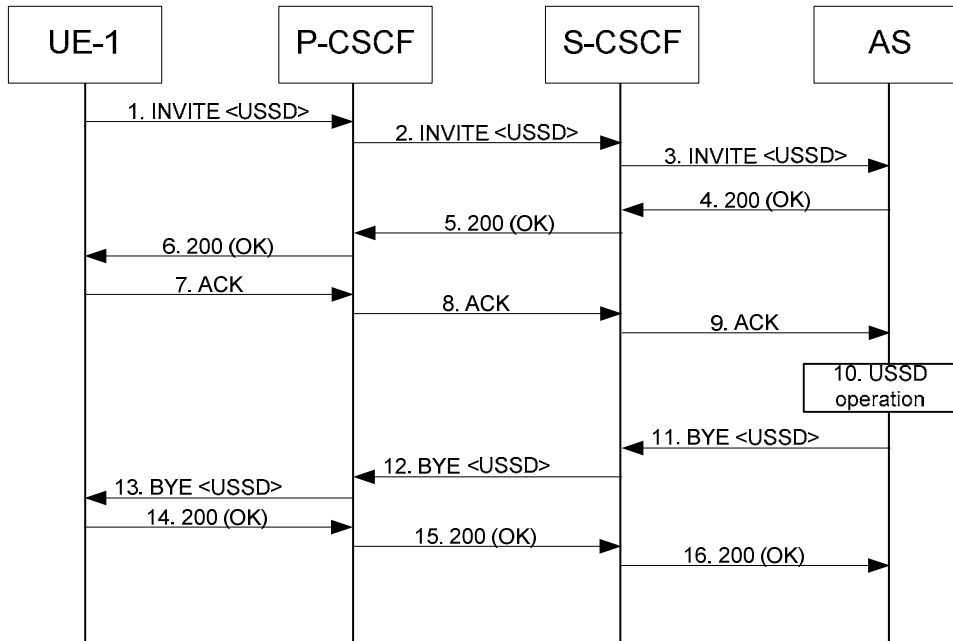 UE-1
P-CSCF
S-CSCF
AS
1. INVITE <USSD>
2. INVITE <USSD>
3. INVITE <USSD>
4. 200 (OK)
5. 200 (OK)
6. 200 (OK)
7. ACK
8. ACK
9. ACK
10. USSD
operation
11. BYE <USSD>
12. BYE <USSD>
13. BYE <USSD>
14. 200 (OK)
15. 200 (OK)
16. 200 (OK)